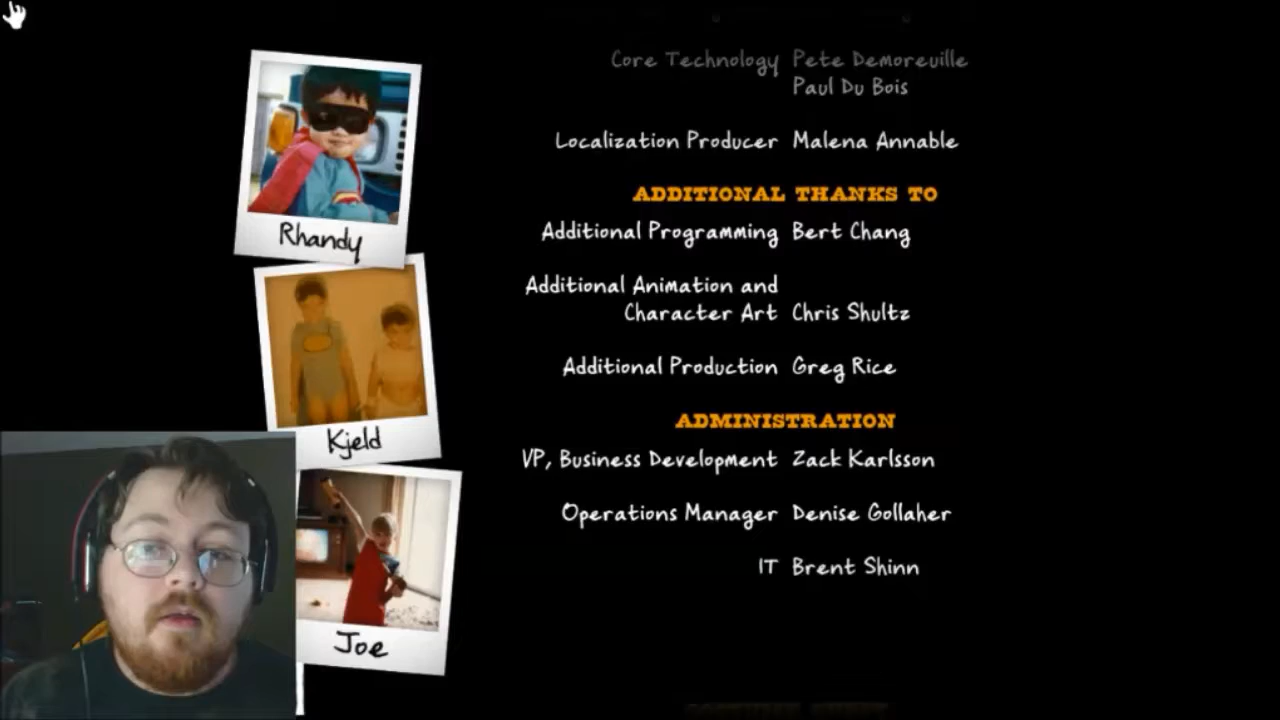 Core Technology Pete Demoreuille
Paul Du Bois
Localization Producer Malena Annable
ADDITIONAL THANKS TO
Additional Programming Bert Chang
Additional Animation and
Character Art Chris Shultz
Additional Production Greg Rice
ADMINISTRATION
VP, Business Development Zack Karlsson
Operations Manager Denise Gollaher
IT Brent Shinn
Rhandy
Kjeld
Joe